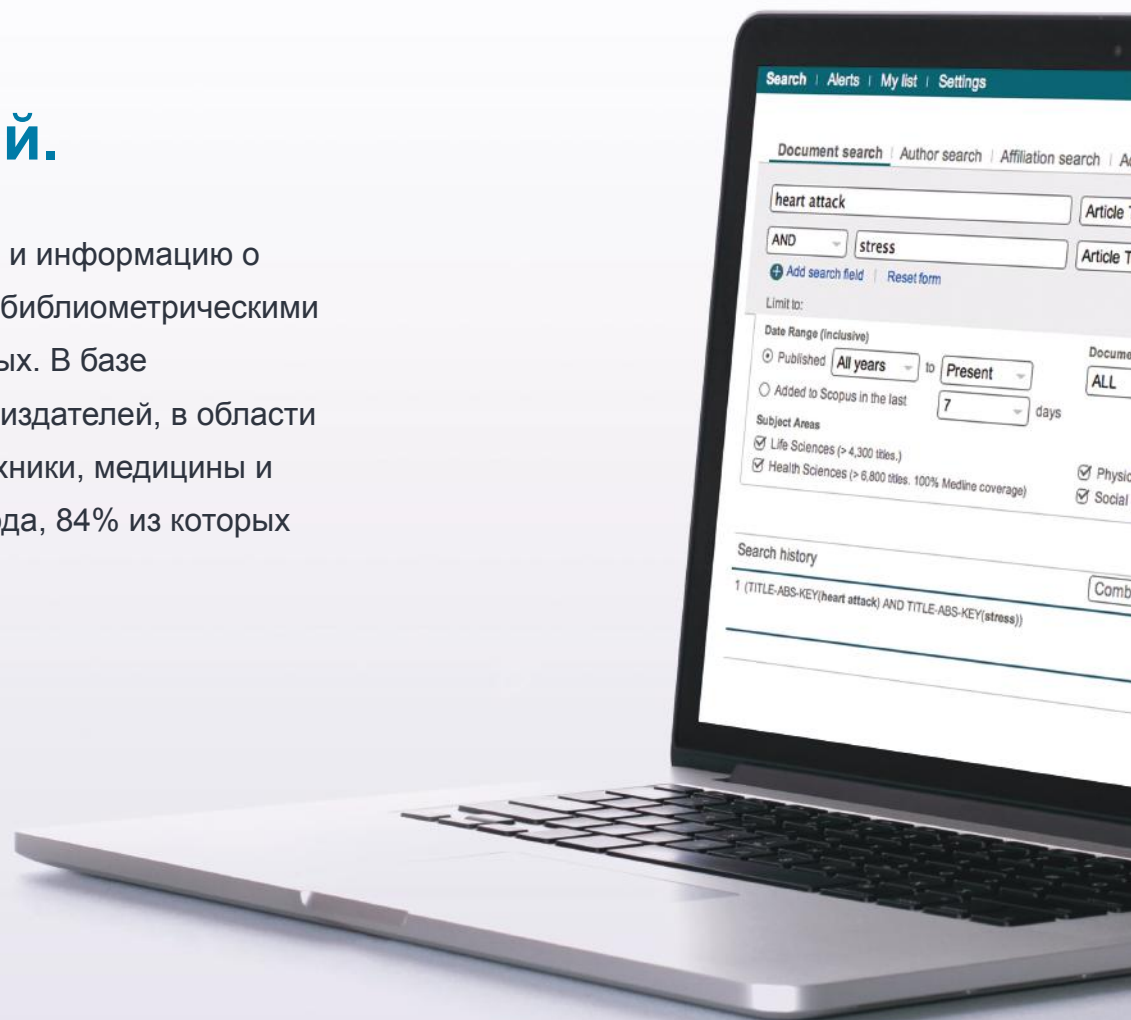 й.
и информацию о
библиометрическими
ых. В базе
издателей, в области
хники, медицины и
ода, 84% из которых
Search | Alerts | My list | Settings
Document search | Author search | Affiliation search | A
heart attack Article
AND stress Article T
Add search field | Reset form
Limit to:
Date Range (inclusive)
Published All years to Present
Added to Scopus in the last 7 days
Docume
ALL
Subject Areas
Life Sciences (> 4,300 titles.)
Health Sciences (> 6,800 titles. 100% Medline coverage)
Physic
Social
Search history
Comb
1 (TITLE-ABS-KEY(heart attack) AND TITLE-ABS-KEY(stress))